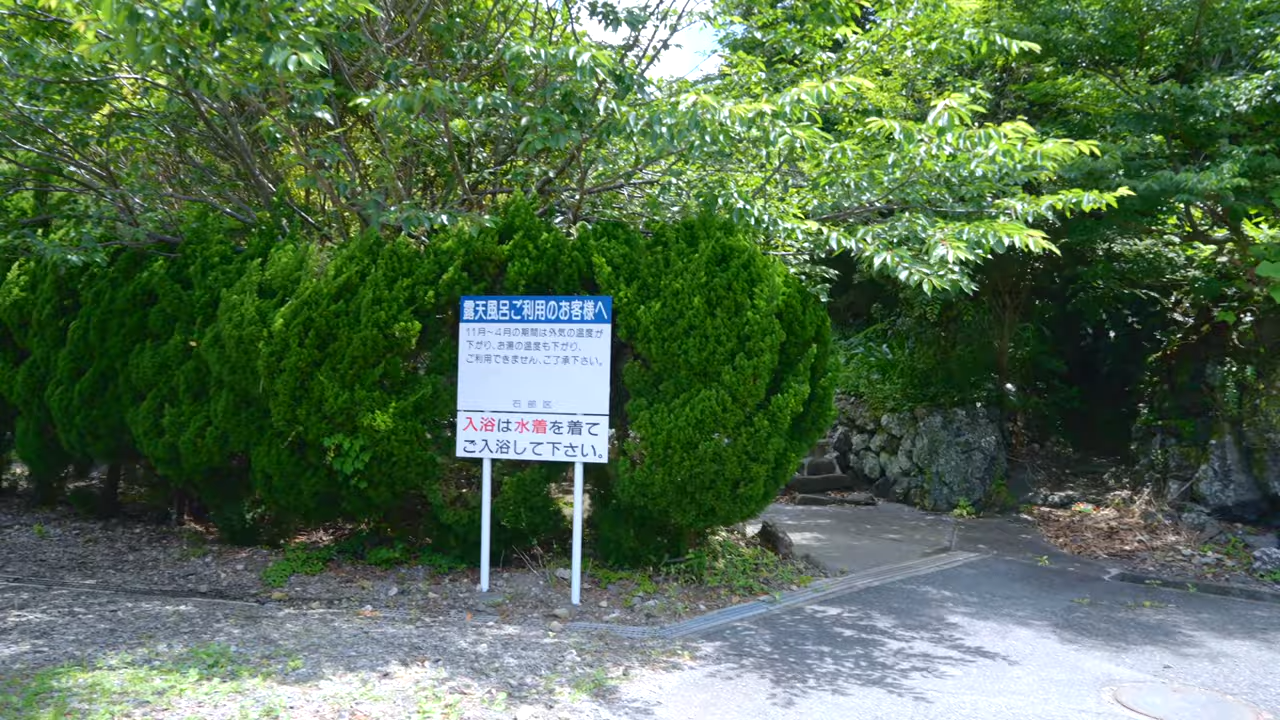 露天風呂ご利用のお客様へ
11月～4月の期間は外気の温度が
下がり、お湯の温度も下がり、
ご利用できません、ご了承下さい。
石部区
入浴は水着を着て
ご入浴して下さい。